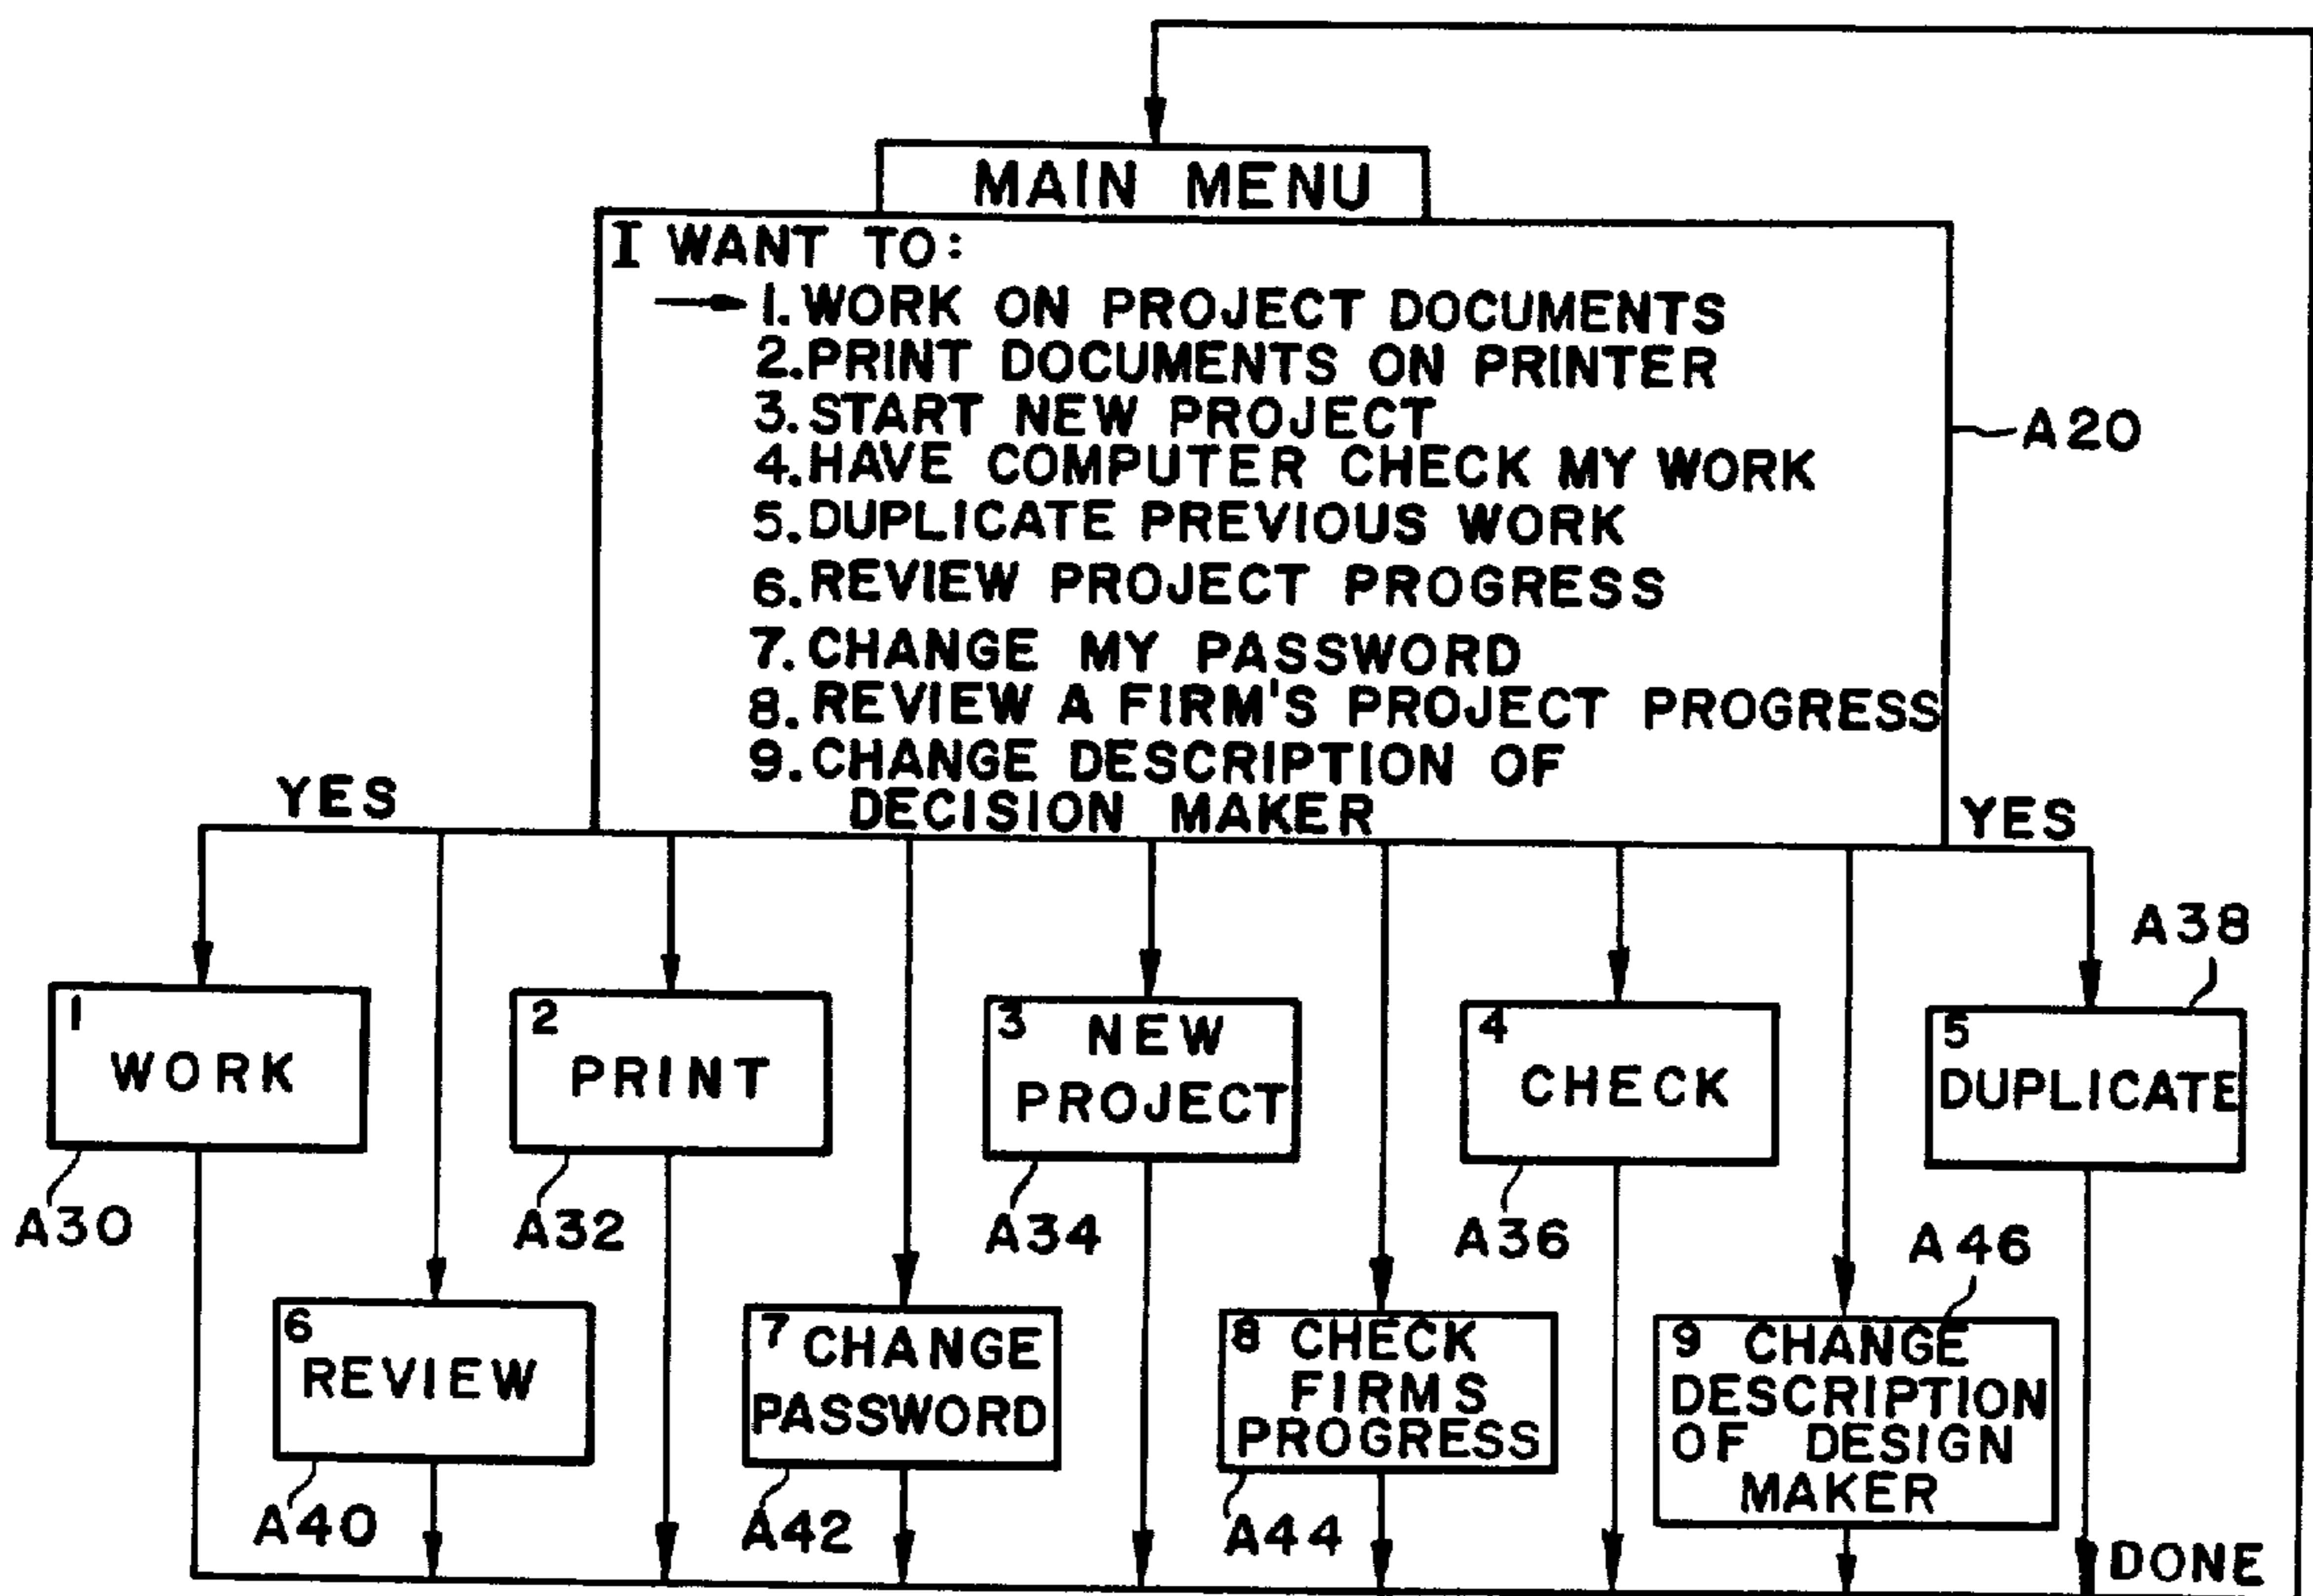 MAIN MENU
I WANT TO:
1. WORK ON PROJECT DOCUMENTS
2. PRINT DOCUMENTS ON PRINTER
3. START NEW PROJECT
4. HAVE COMPUTER CHECK MY WORK
5. DUPLICATE PREVIOUS WORK
6. REVIEW PROJECT PROGRESS
7. CHANGE MY PASSWORD
8. REVIEW A FIRM'S PROJECT PROGRESS
9. CHANGE DESCRIPTION OF
DECISION MAKER
A20
YES
YES
A38
1
WORK
A30
2
PRINT
A32
3 NEW
PROJECT
A34
4
CHECK
A36
5
DUPLICATE
6
REVIEW
A40
7 CHANGE
PASSWORD
A42
8 CHECK
FIRMS
PROGRESS
A44
A46
9 CHANGE
DESCRIPTION
OF DESIGN
MAKER
DONE